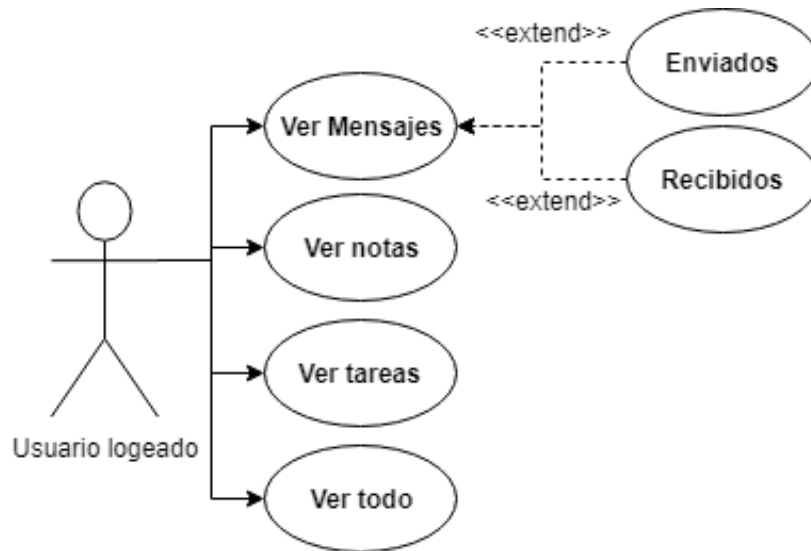 <<extend>>
Enviados
Ver Mensajes
Recibidos
<<extend>>
Ver notas
Ver tareas
Usuario logeado
Ver todo